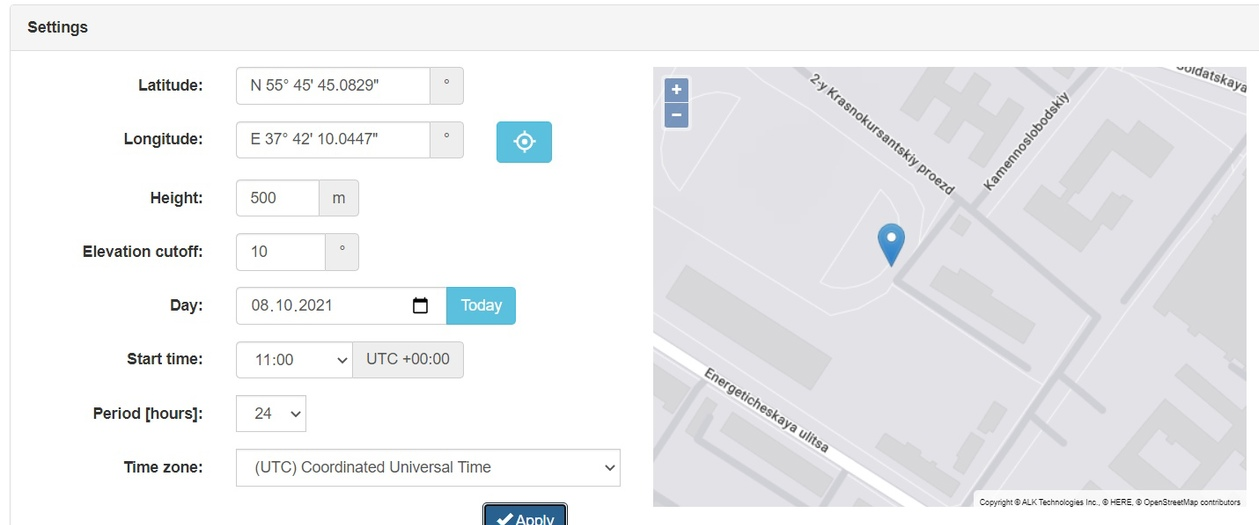 Settings
Latitude:
N 55° 45' 45.0829"
°
Longitude:
E 37° 42' 10.0447"
°
Height:
500
m
Elevation cutoff:
10
°
Day:
08.10.2021
Today
Start time:
11:00
UTC +00:00
Period [hours]:
24
Time zone:
(UTC) Coordinated Universal Time
Apply
+
−
2-y Krasnokursantskiy proezd
Kamennoslobodskiy
Energeticheskaya ulitsa
Copyright © ALK Technologies Inc., © HERE, © OpenStreetMap contributors